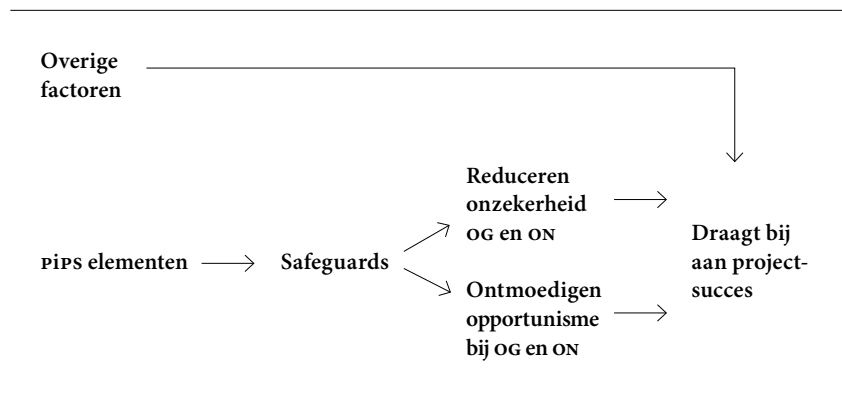 Overige
factoren
Reduceren
onzekerheid
OG en ON
PiPS elementen
Safeguards
Draagt bij
aan project-
succes
Ontmoedigen
opportunisme
bij OG en ON